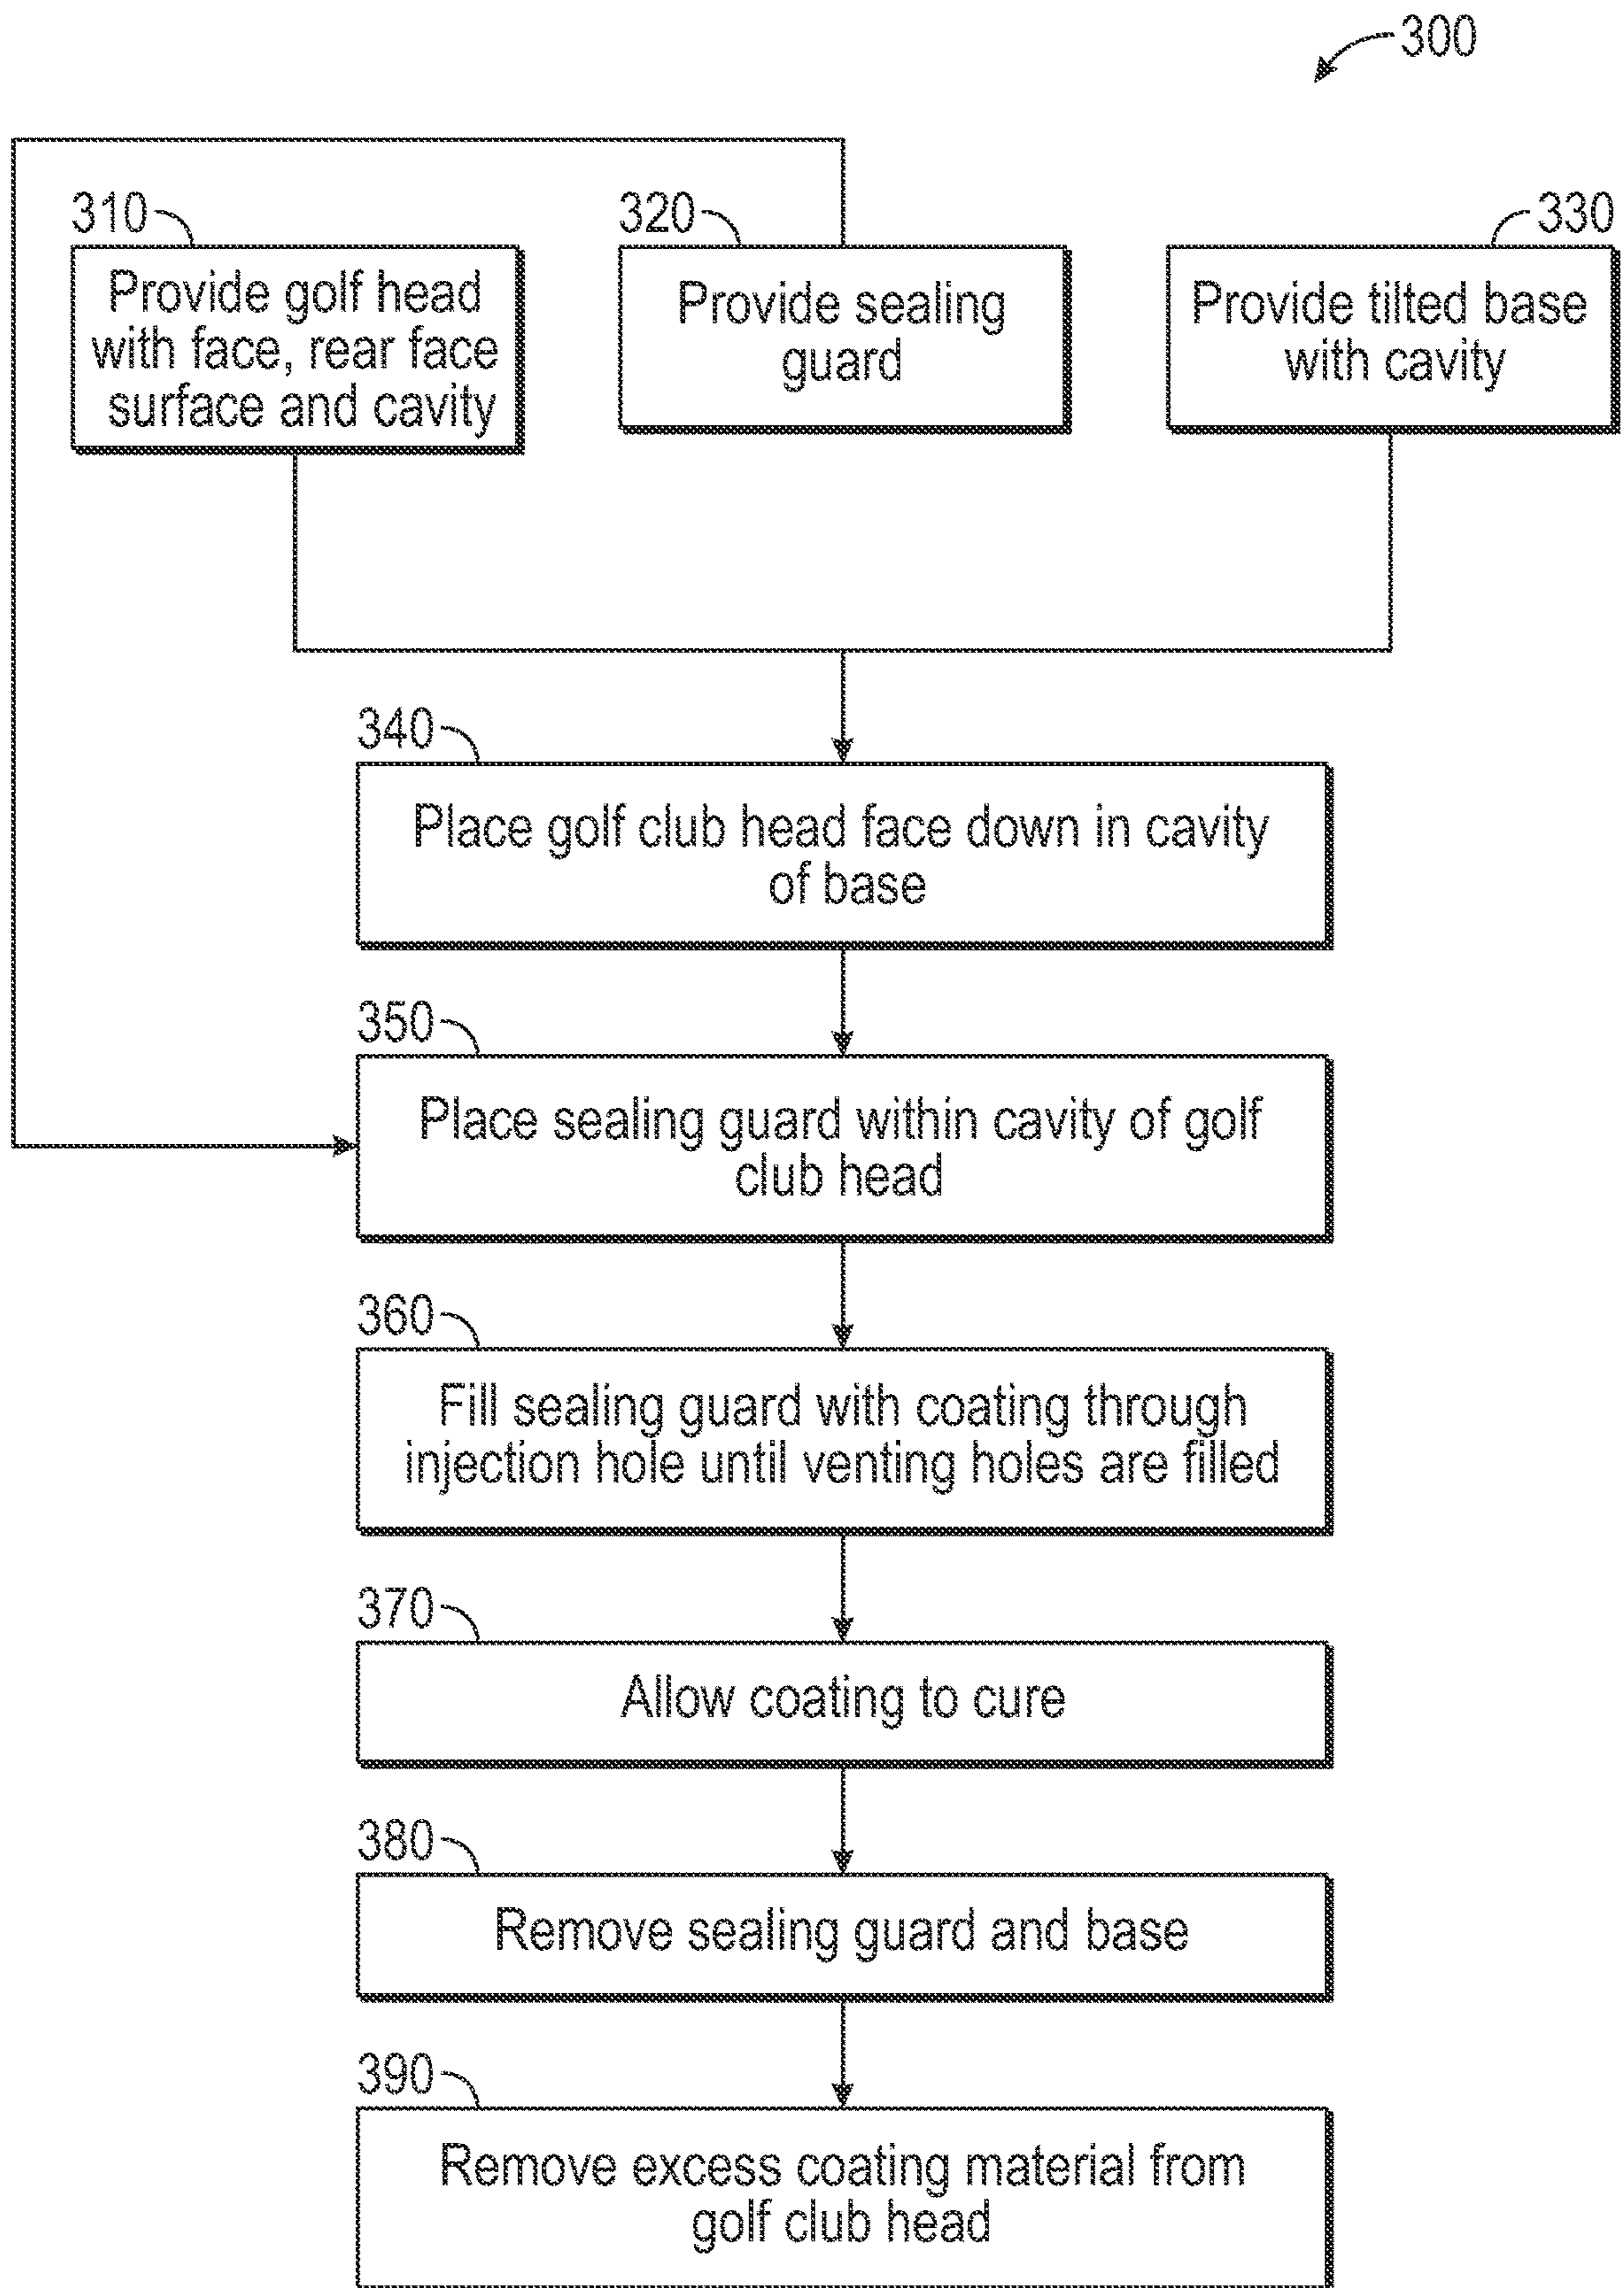 300
310
Provide golf head
with face, rear face
surface and cavity
320
Provide sealing
guard
330
Provide tilted base
with cavity
340
Place golf club head face down in cavity
of base
350
Place sealing guard within cavity of golf
club head
360
Fill sealing guard with coating through
injection hole until venting holes are filled
370
Allow coating to cure
380
Remove sealing guard and base
390
Remove excess coating material from
golf club head